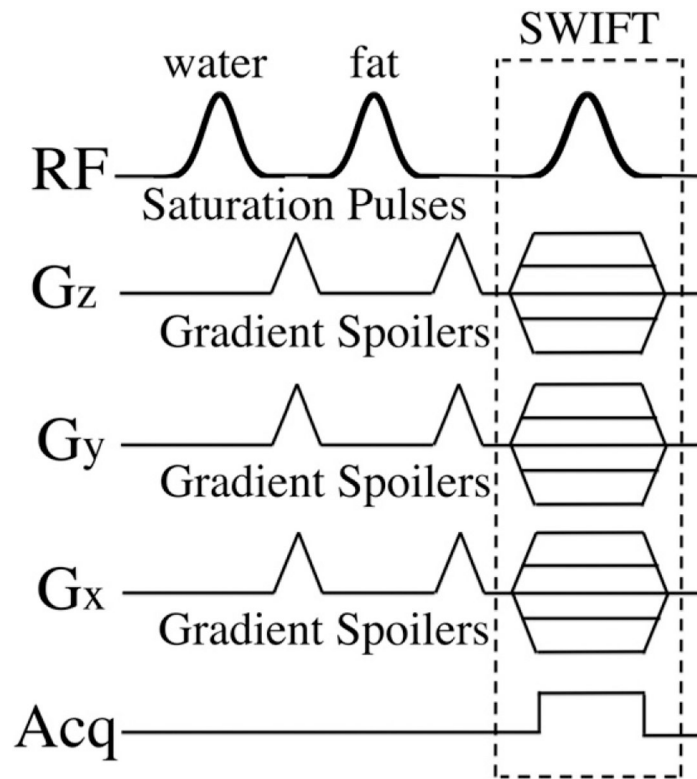 SWIFT
water fat
RF
Saturation Pulses
Gz
Gradient Spoilers
Gy
Gradient Spoilers
Gx
Gradient Spoilers
Acq